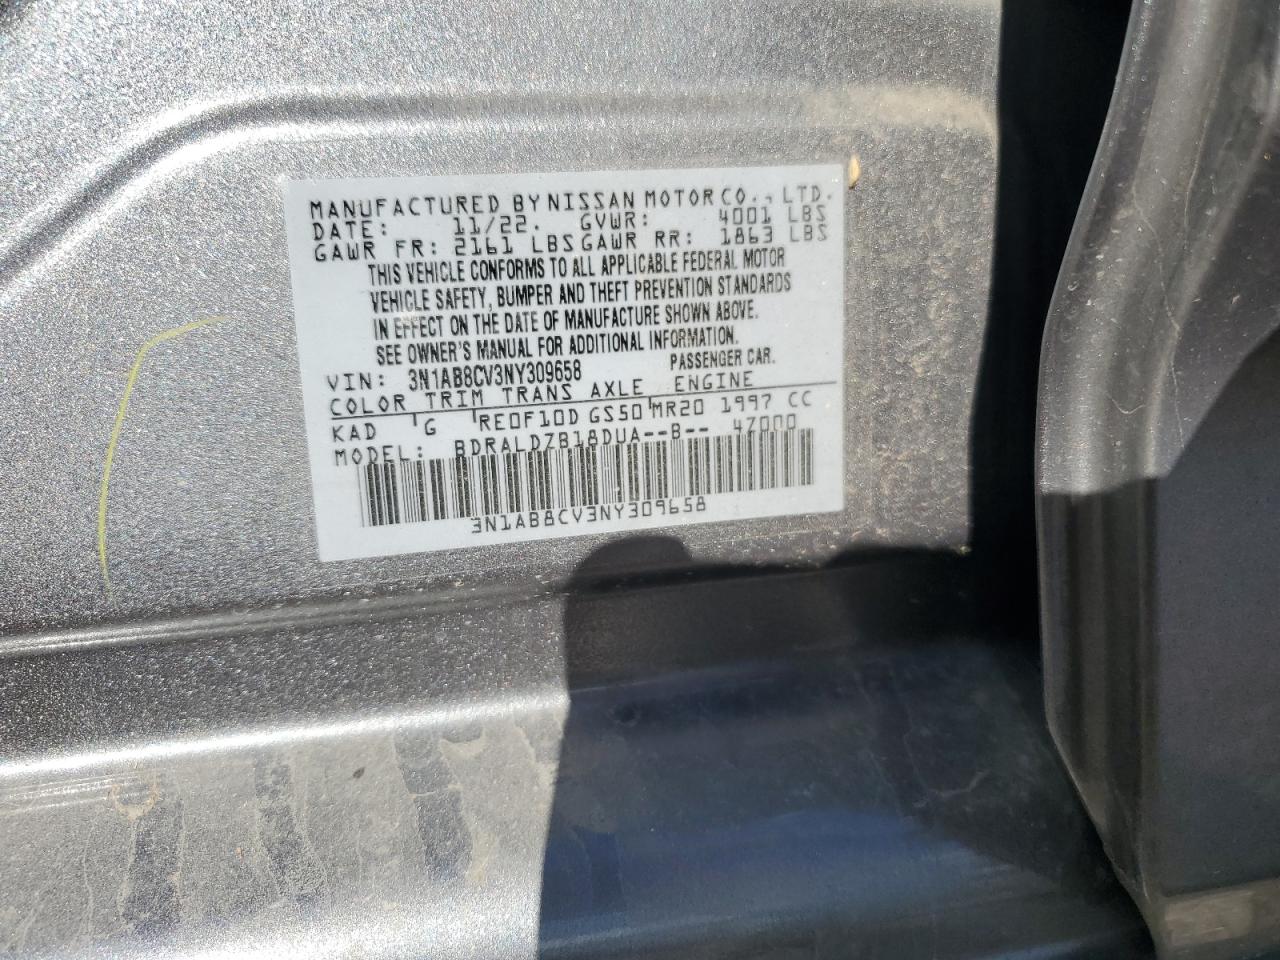 MANUFACTURED BY NISSAN MOTOR CO., LTD.
DATE: 11/22. GVWR: 4001 LBS
GAWR FR: 2161 LBS GAWR RR: 1863 LBS
THIS VEHICLE CONFORMS TO ALL APPLICABLE FEDERAL MOTOR
VEHICLE SAFETY, BUMPER AND THEFT PREVENTION STANDARDS
IN EFFECT ON THE DATE OF MANUFACTURE SHOWN ABOVE.
SEE OWNER'S MANUAL FOR ADDITIONAL INFORMATION.
VIN: 3N1AB8CV3NY309658 PASSENGER CAR.
COLOR TRIM TRANS AXLE ENGINE
KAD G RE0F10D GS50 MR20 1997 CC
MODEL: BDRALDZB18DUA--B-- 47000
3N1AB8CV3NY309658